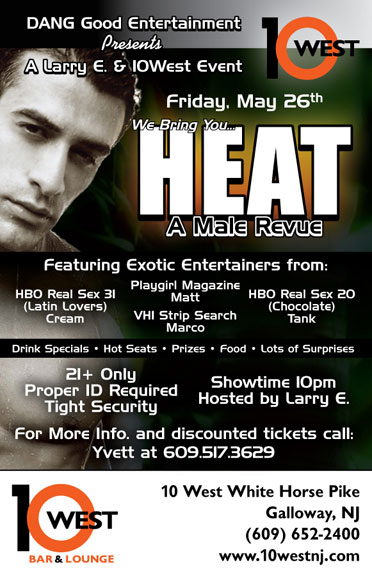 DANG Good Entertainment
Presents
A Larry E. & 10West Event
10 WEST
Friday, May 26th
We Bring You...
HEAT
A Male Revue
Featuring Exotic Entertainers from:
HBO Real Sex 31
(Latin Lovers)
Cream
Playgirl Magazine
Matt
VH1 Strip Search
Marco
HBO Real Sex 20
(Chocolate)
Tank
Drink Specials • Hot Seats • Prizes • Food • Lots of Surprises
21+ Only
Proper ID Required
Tight Security
Showtime 10pm
Hosted by Larry E.
For More Info. and discounted tickets call:
Yvett at 609.517.3629
10 WEST
BAR & LOUNGE
10 West White Horse Pike
Galloway, NJ
(609) 652-2400
www.10westnj.com